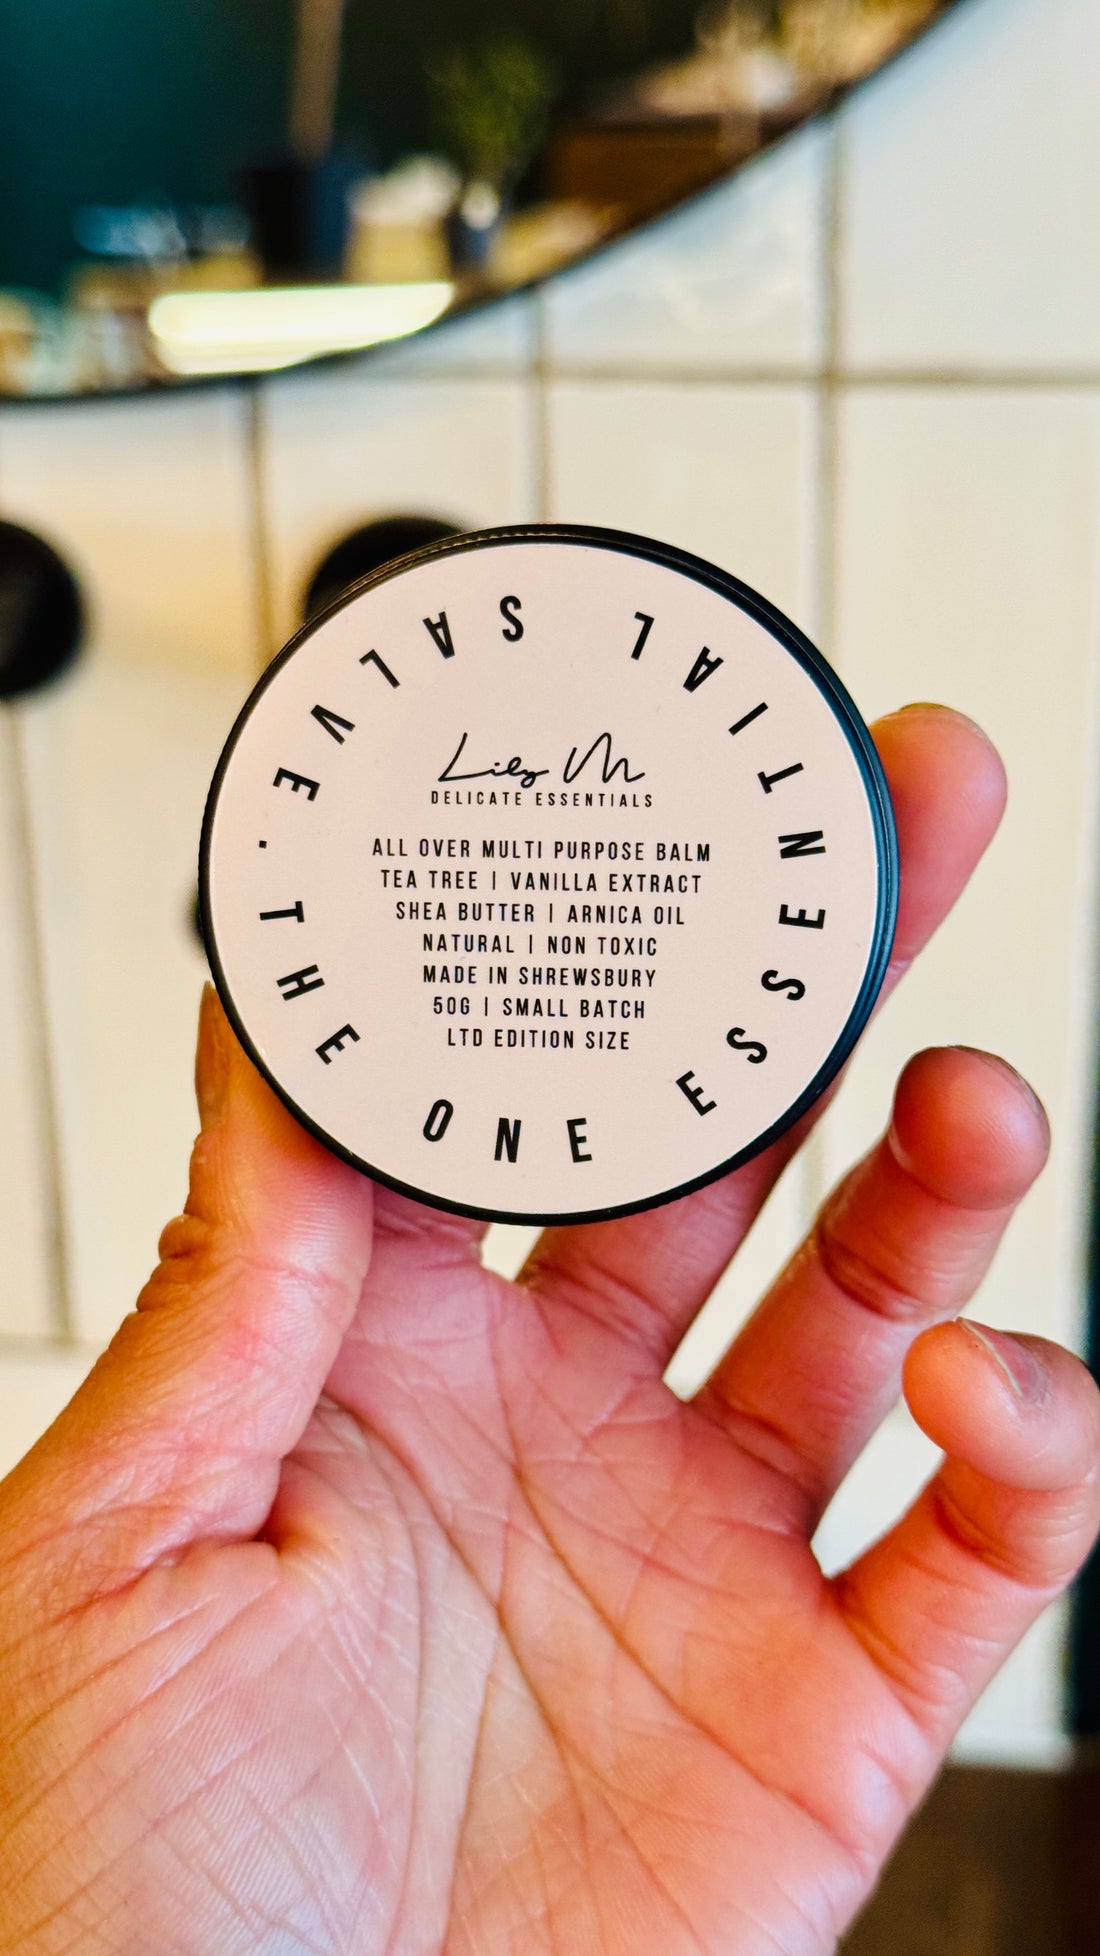 THE ONE ESSENTIAL SALVE.
Lily M
DELICATE ESSENTIALS
ALL OVER MULTI PURPOSE BALM
TEA TREE | VANILLA EXTRACT
SHEA BUTTER | ARNICA OIL
NATURAL | NON TOXIC
MADE IN SHREWSBURY
50G | SMALL BATCH
LTD EDITION SIZE